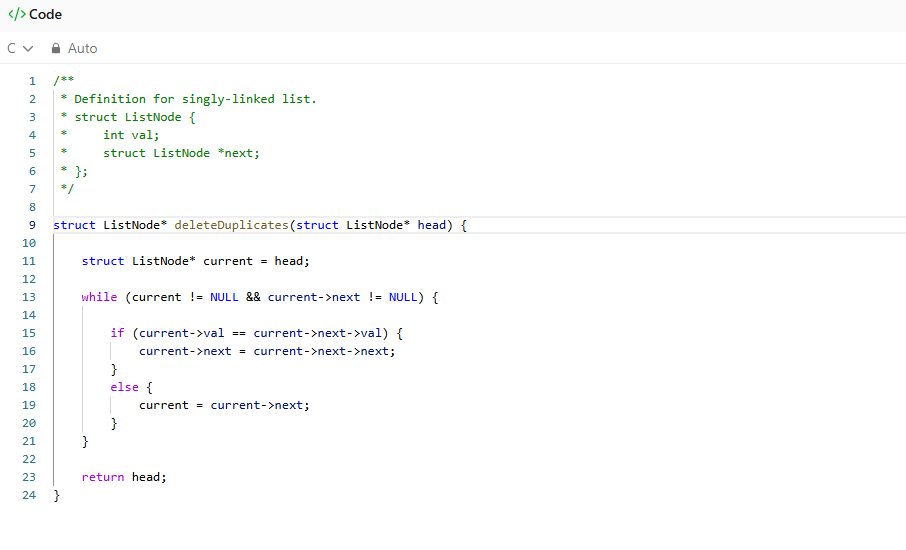 </> Code
C Auto
1 /**
2  * Definition for singly-linked list.
3  * struct ListNode {
4  *     int val;
5  *     struct ListNode *next;
6  * };
7  */
8
9 struct ListNode* deleteDuplicates(struct ListNode* head) {
10
11     struct ListNode* current = head;
12
13     while (current != NULL && current->next != NULL) {
14
15         if (current->val == current->next->val) {
16             current->next = current->next->next;
17         }
18         else {
19             current = current->next;
20         }
21     }
22
23     return head;
24 }